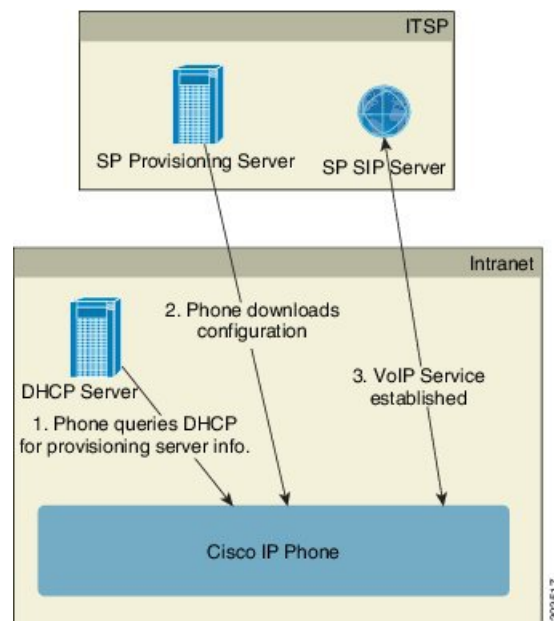 ITSP
SP Provisioning Server
SP SIP Server
Intranet
2. Phone downloads
configuration
DHCP Server
3. VoIP Service
established
1. Phone queries DHCP
for provisioning server info.
Cisco IP Phone